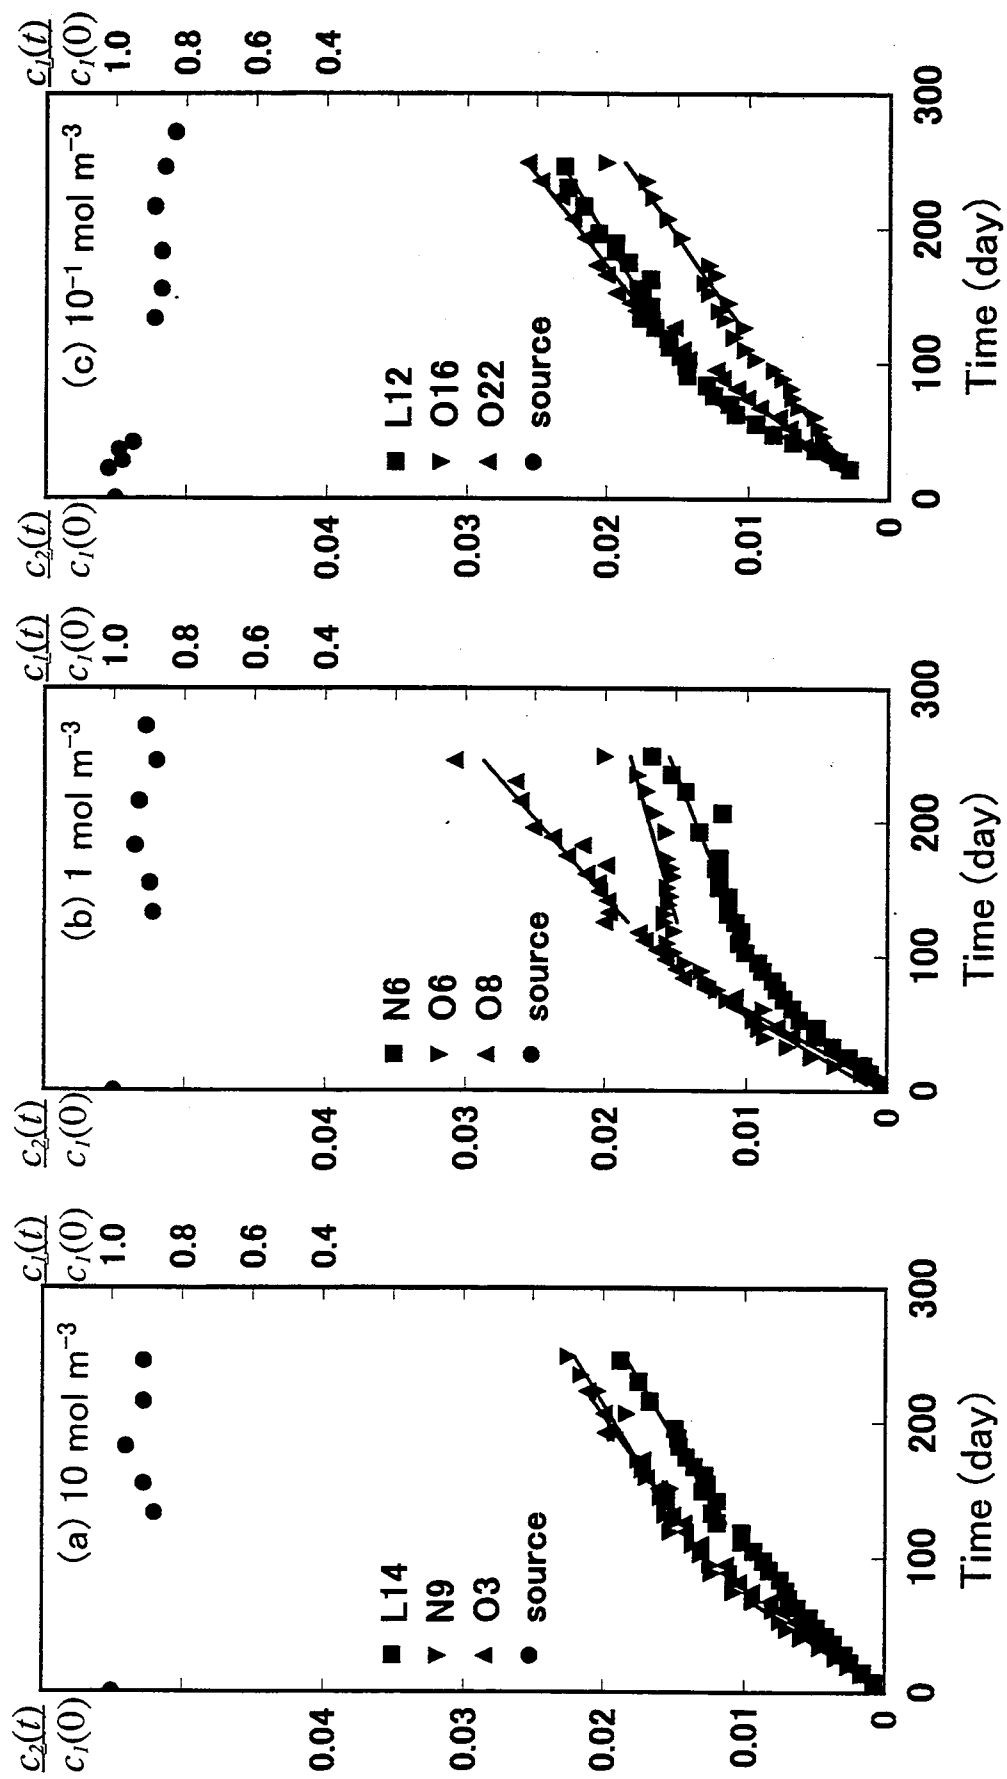 c₂(t)
c₁(0)
c₁(t)
c₁(0)
(a) 10 mol m⁻³
1.0
0.8
0.6
0.4
0.04
0.03
0.02
0.01
0
■ L14
▼ N9
▲ O3
● source
0
100
200
300
Time (day)
c₂(t)
c₁(0)
c₁(t)
c₁(0)
(b) 1 mol m⁻³
1.0
0.8
0.6
0.4
0.04
0.03
0.02
0.01
0
■ N6
▼ O6
▲ O8
● source
0
100
200
300
Time (day)
c₂(t)
c₁(0)
c₁(t)
c₁(0)
(c) 10⁻¹ mol m⁻³
1.0
0.8
0.6
0.4
0.04
0.03
0.02
0.01
0
■ L12
▼ O16
▲ O22
● source
0
100
200
300
Time (day)